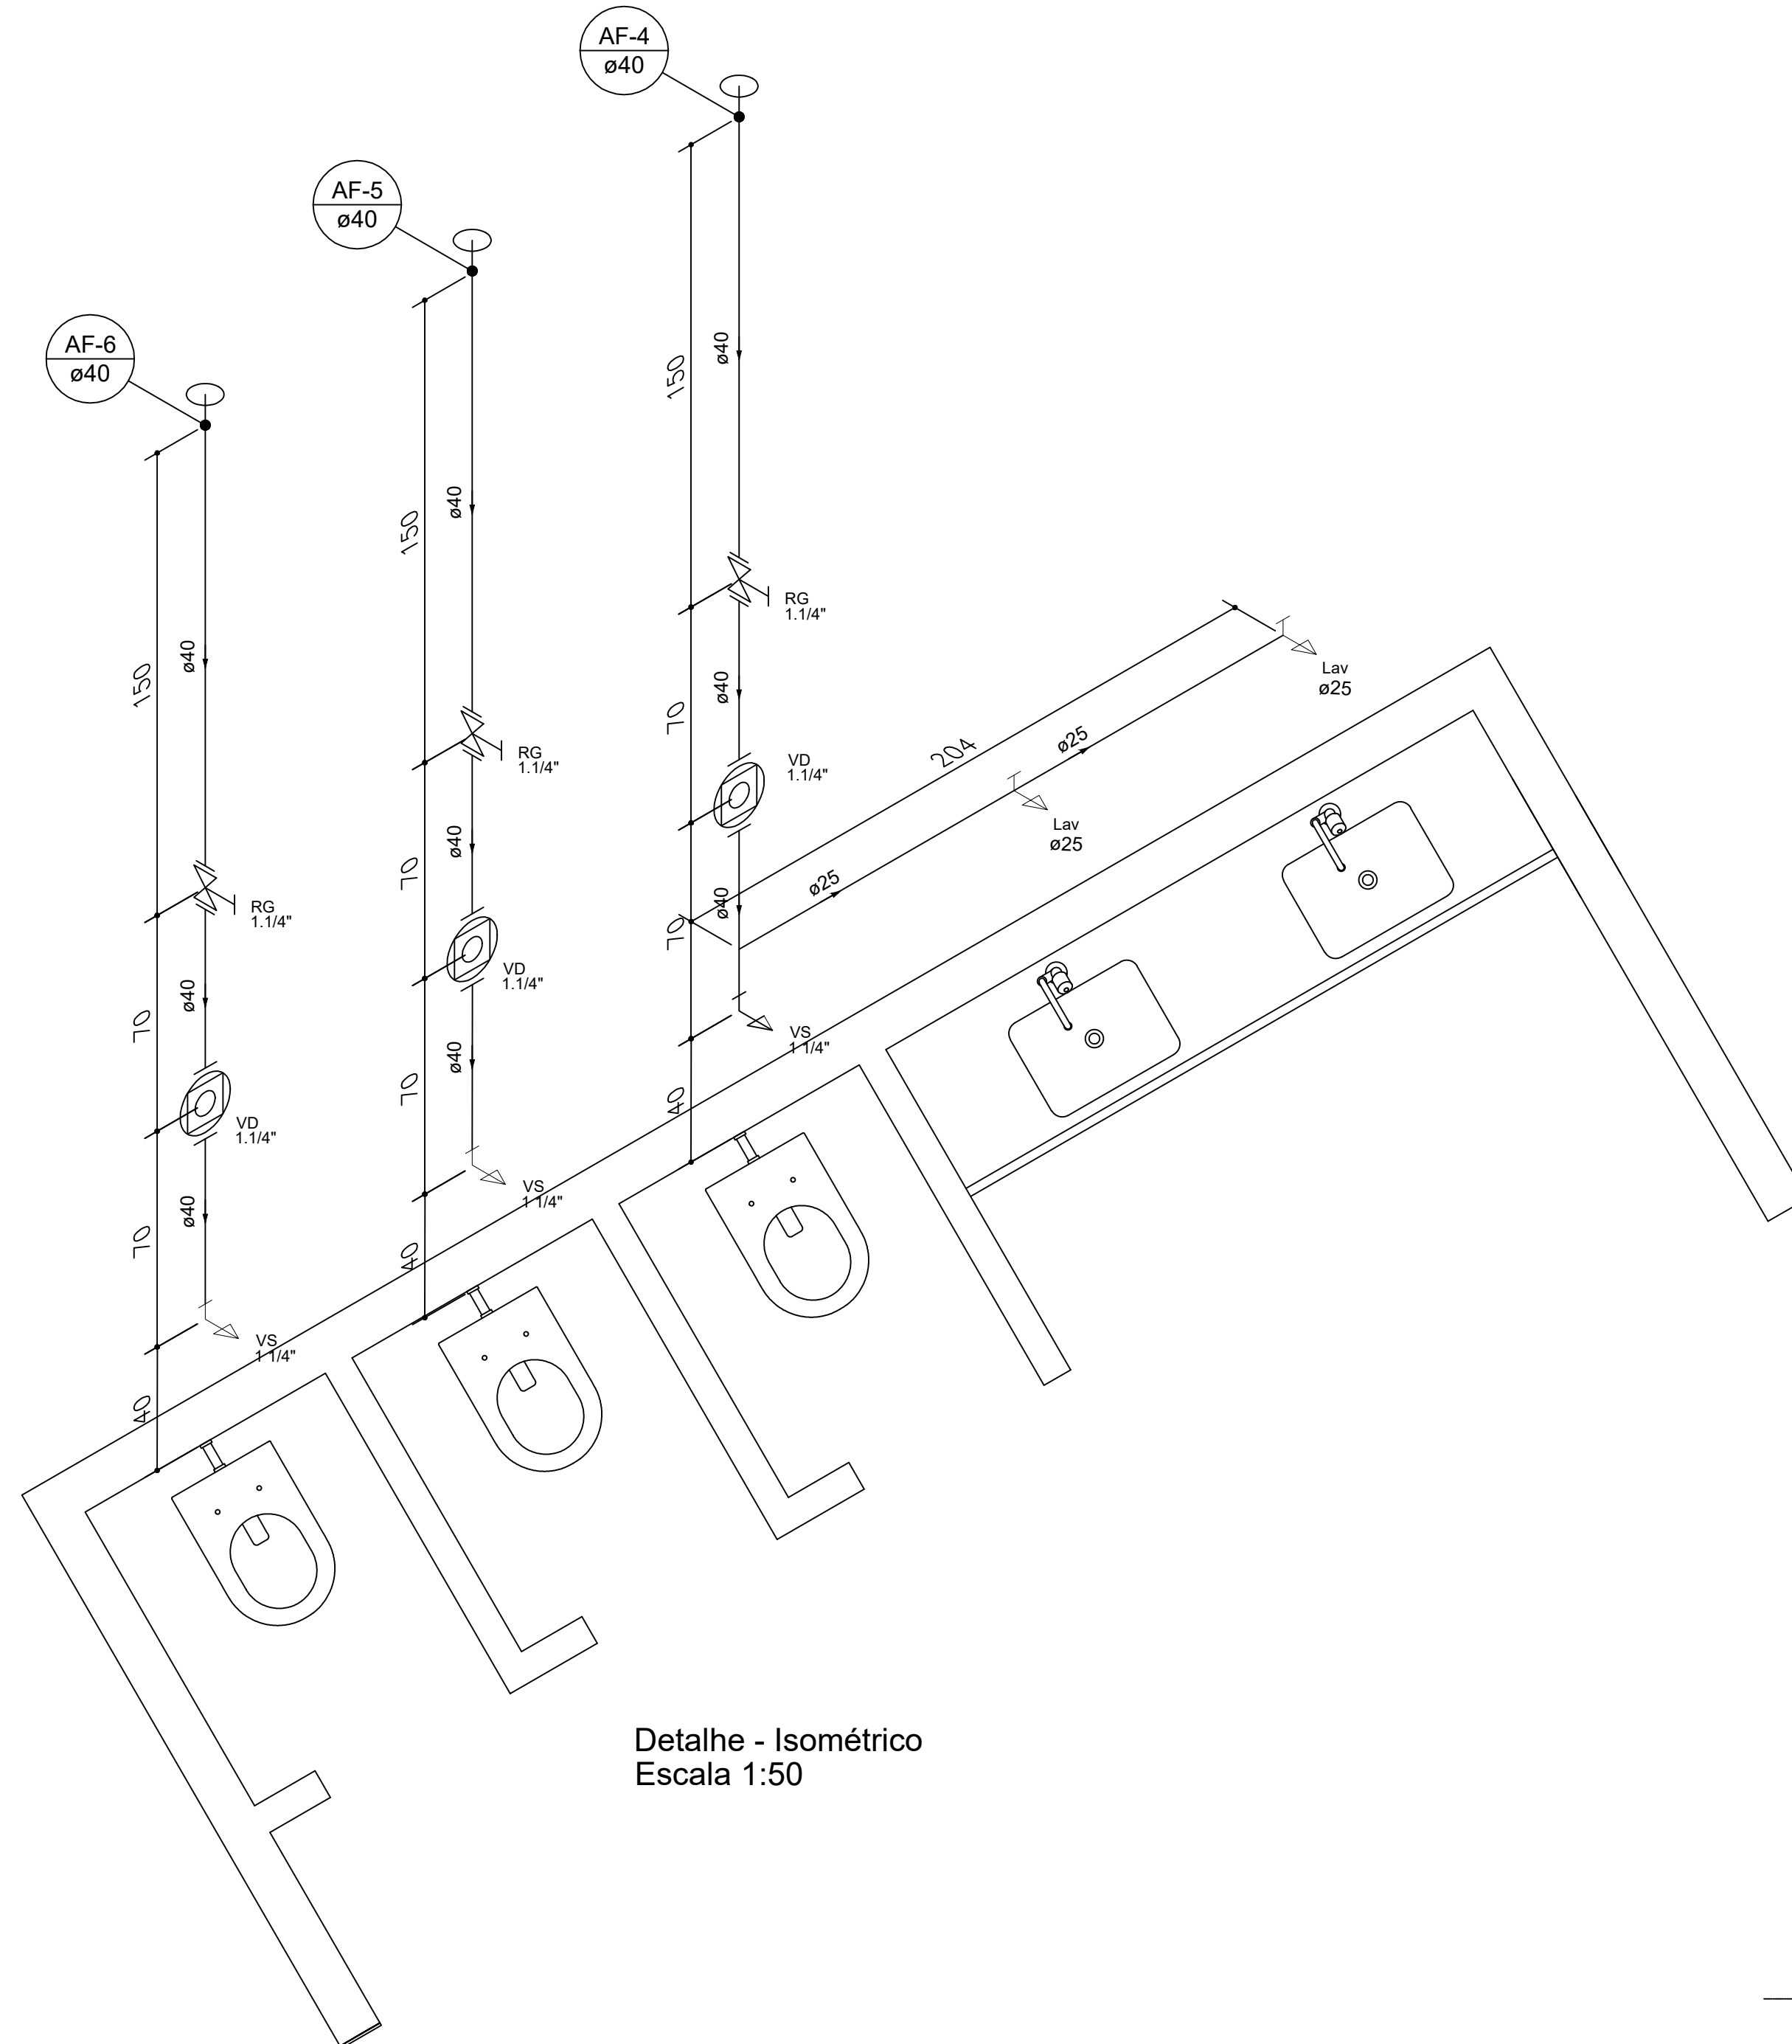 AF-4
ø40
AF-5
ø40
AF-6
ø40
150
ø40
150
ø40
150
ø40
RG
1.1/4"
70
ø40
RG
1.1/4"
70
ø40
RG
1.1/4"
70
ø40
VD
1.1/4"
VD
1.1/4"
VD
1.1/4"
204
Lav
ø25
ø25
Lav
ø25
ø25
ø40
70
ø40
70
ø40
70
VS
1 1/4"
VS
1 1/4"
VS
1 1/4"
40
40
40
Detalhe - Isométrico
Escala 1:50